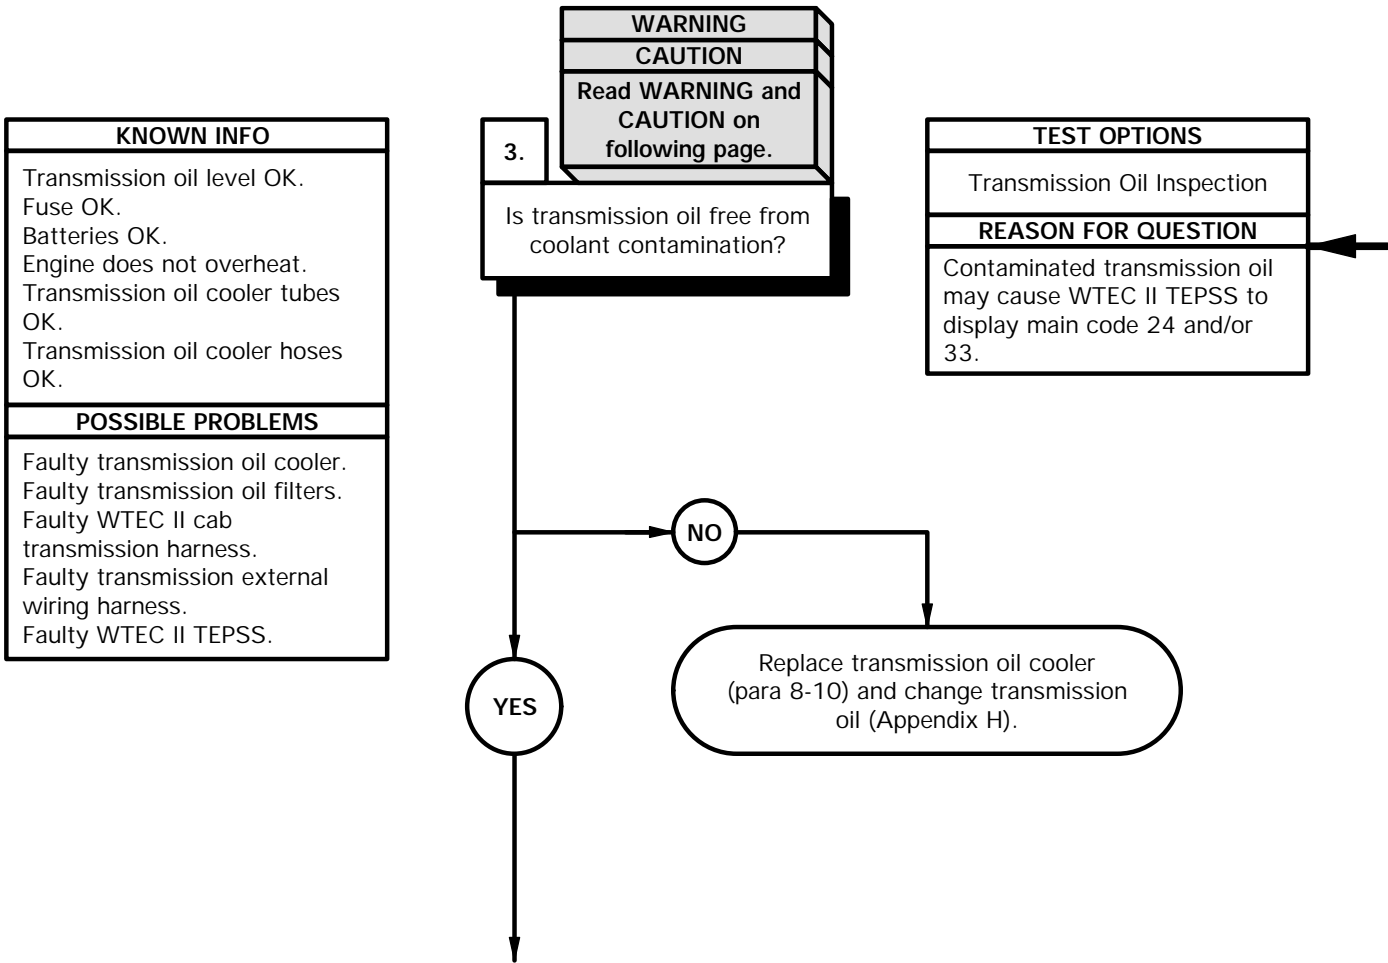 KNOWN INFO
Transmission oil level OK.
Fuse OK.
Batteries OK.
Engine does not overheat.
Transmission oil cooler tubes
OK.
Transmission oil cooler hoses
OK.
POSSIBLE PROBLEMS
Faulty transmission oil cooler.
Faulty transmission oil filters.
Faulty WTEC II cab
transmission harness.
Faulty transmission external
wiring harness.
Faulty WTEC II TEPSS.
WARNING
CAUTION
Read WARNING and
CAUTION on
following page.
3.
Is transmission oil free from
coolant contamination?
TEST OPTIONS
Transmission Oil Inspection
REASON FOR QUESTION
Contaminated transmission oil
may cause WTEC II TEPSS to
display main code 24 and/or
33.
NO
Replace transmission oil cooler
(para 8-10) and change transmission
oil (Appendix H).
YES